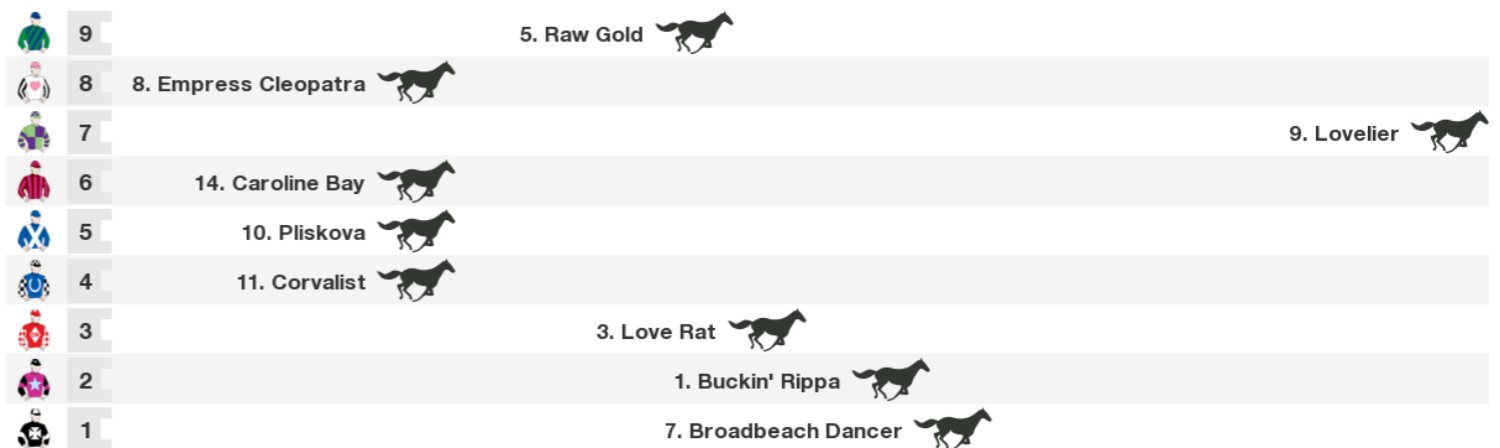 9 5. Raw Gold
8 8. Empress Cleopatra
7 9. Lovelier
6 14. Caroline Bay
5 10. Pliskova
4 11. Corvalist
3 3. Love Rat
2 1. Buckin' Rippa
1 7. Broadbeach Dancer